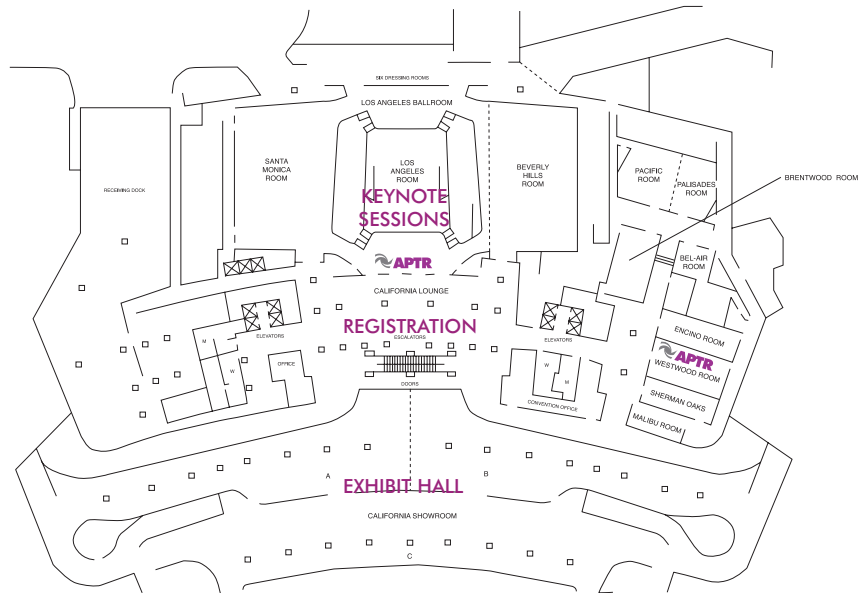 SIX DRESSING ROOMS
LOS ANGELES BALLROOM
SANTA
MONICA
ROOM
LOS
ANGELES
ROOM
BEVERLY
HILLS
ROOM
PACIFIC
ROOM
PALISADES
ROOM
BRENTWOOD ROOM
RECEIVING DOCK
KEYNOTE
SESSIONS
APTR
BEL-AIR
ROOM
CALIFORNIA LOUNGE
REGISTRATION
ESCALATORS
ELEVATORS
ELEVATORS
M
W
OFFICE
W
M
ENCINO ROOM
APTR
WESTWOOD ROOM
SHERMAN OAKS
MALIBU ROOM
DOORS
CONVENTION OFFICE
A
B
EXHIBIT HALL
CALIFORNIA SHOWROOM
C